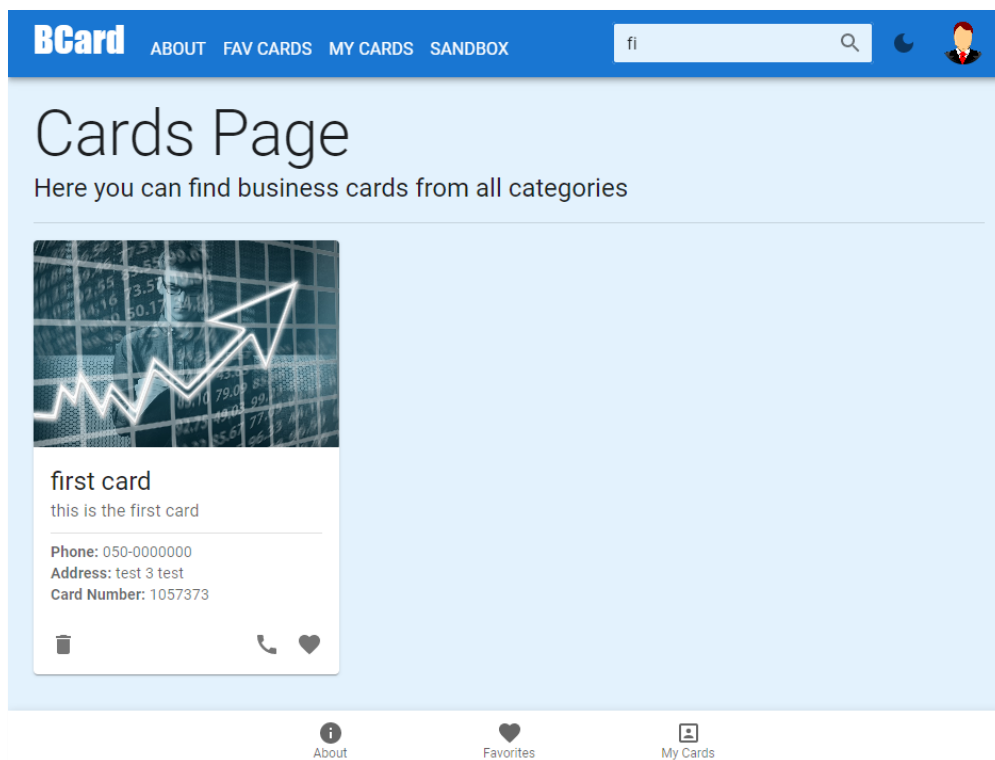 BCard ABOUT FAV CARDS MY CARDS SANDBOX fi
Cards Page
Here you can find business cards from all categories
first card
this is the first card
Phone: 050-0000000
Address: test 3 test
Card Number: 1057373
About Favorites My Cards